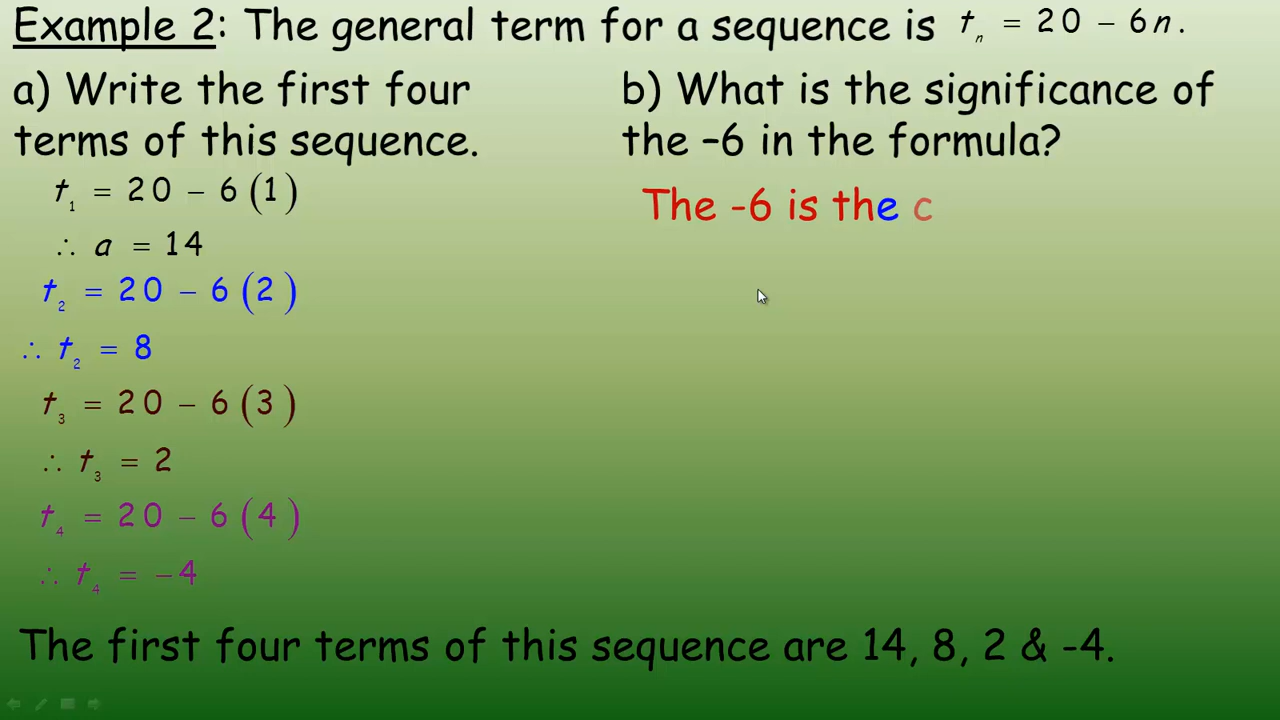 Example 2: The general term for a sequence is tₙ = 20 − 6n.
a) Write the first four
terms of this sequence.
t₁ = 20 − 6(1)
∴ a = 14
t₂ = 20 − 6(2)
∴ t₂ = 8
t₃ = 20 − 6(3)
∴ t₃ = 2
t₄ = 20 − 6(4)
∴ t₄ = −4
b) What is the significance of
the –6 in the formula?
The -6 is the c
The first four terms of this sequence are 14, 8, 2 & -4.